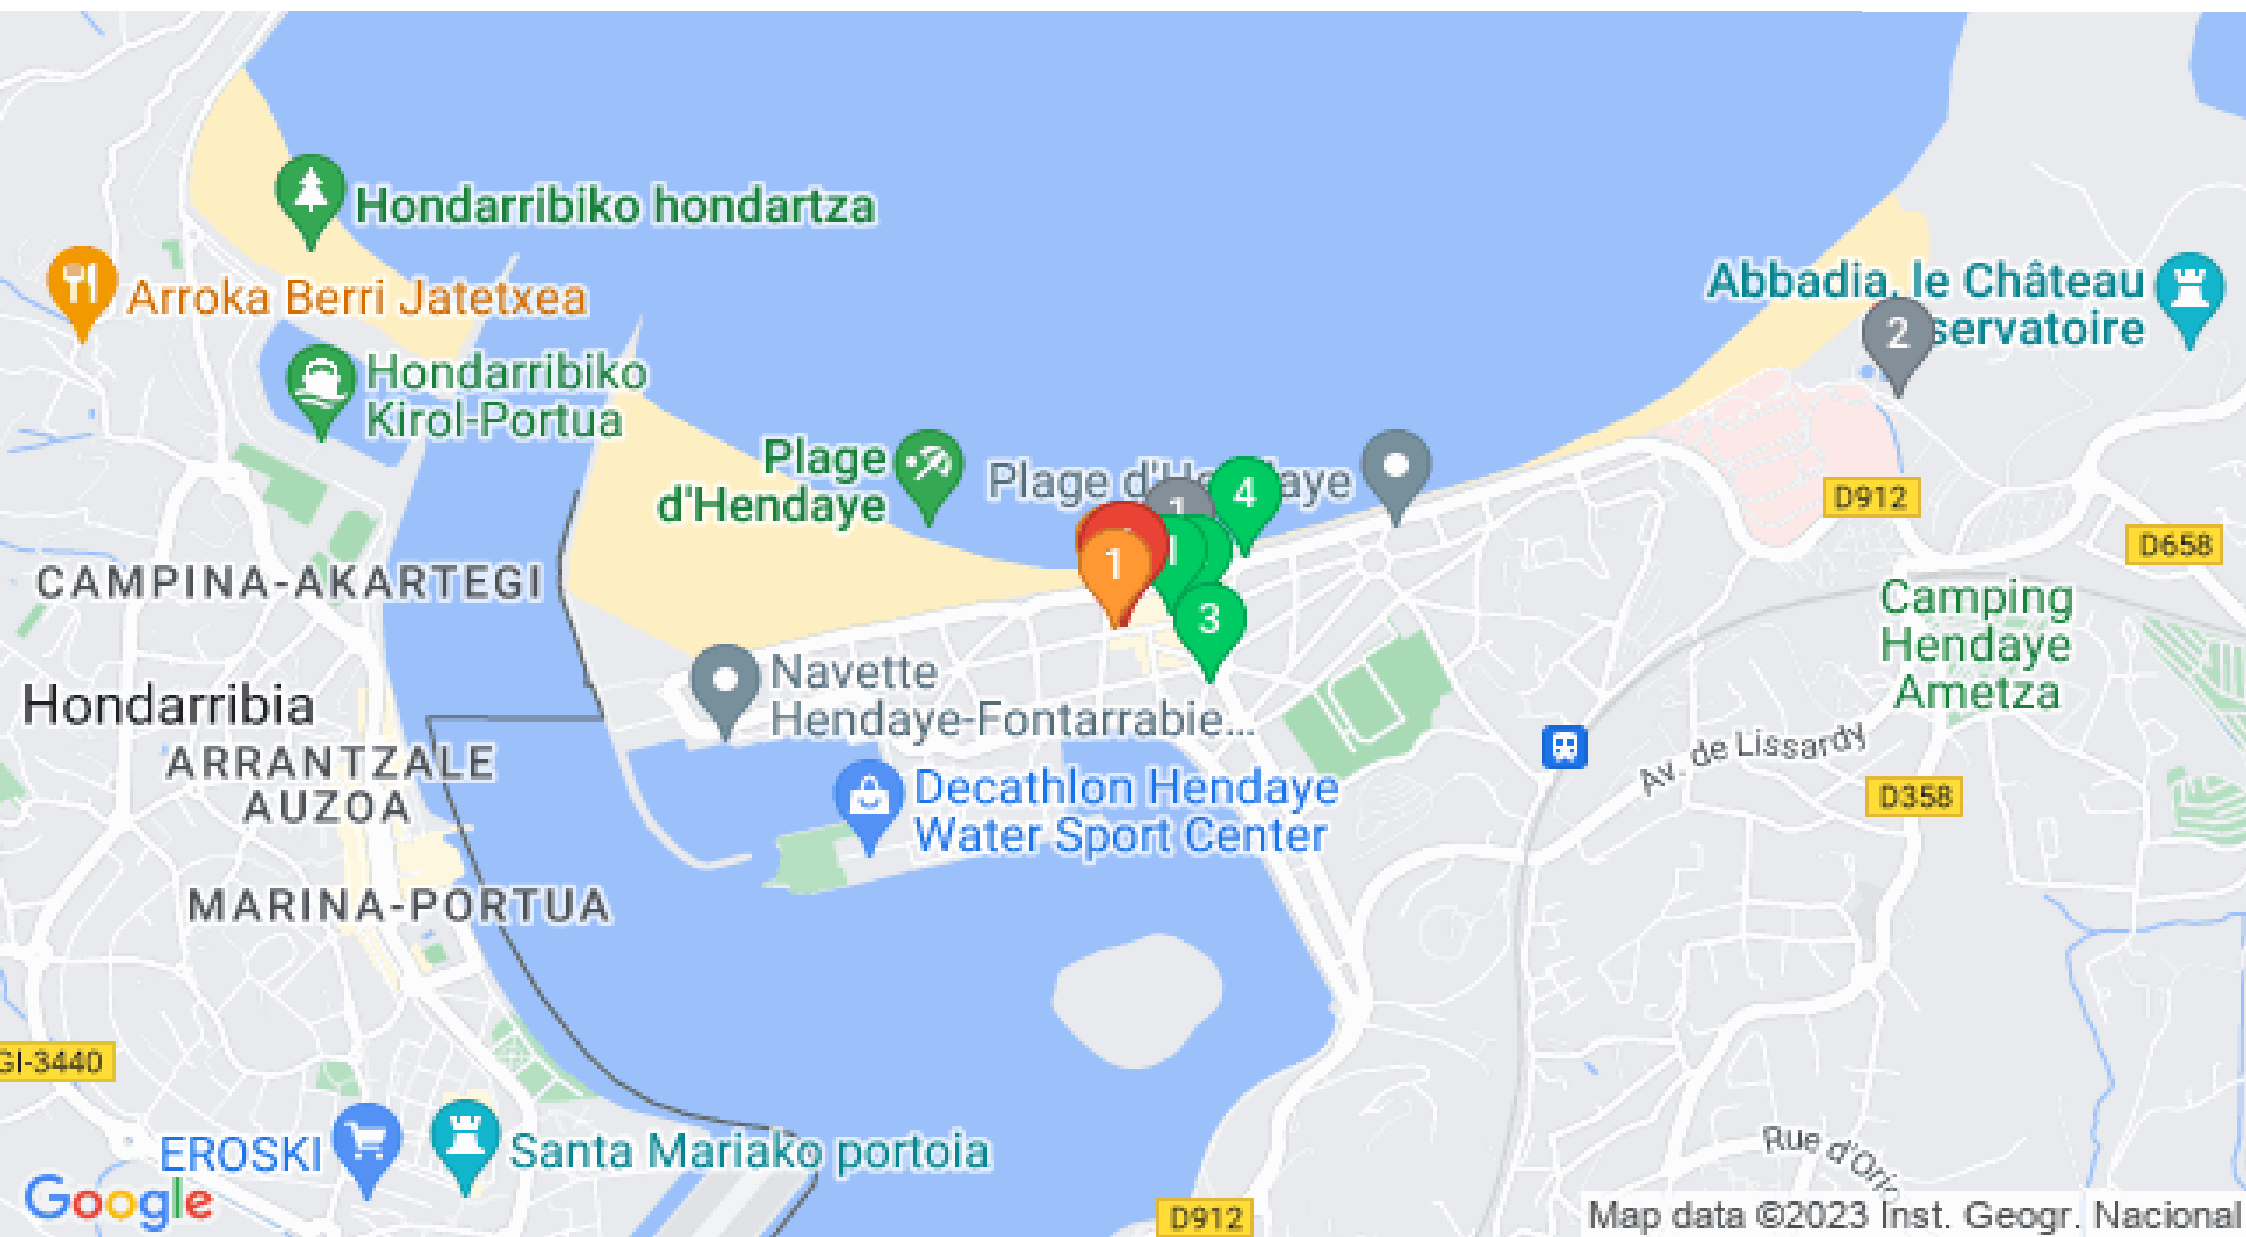 Hondarribiko hondartza
Arroka Berri Jatetxea
Hondarribiko
Kirol-Portua
Abbadia, le Château
servatoire
2
Plage
d'Hendaye
Plage d'H
aye
4
1
1
1
3
D912
D658
CAMPINA-AKARTEGI
Camping
Hendaye
Ametza
Navette
Hendaye-Fontarrabie...
Hondarribia
ARRANTZALE
AUZOA
Av. de Lissardy
Decathlon Hendaye
Water Sport Center
D358
MARINA-PORTUA
GI-3440
EROSKI
Santa Mariako portoia
Rue d'Orio
Google
D912
Map data ©2023 Inst. Geogr. Nacional